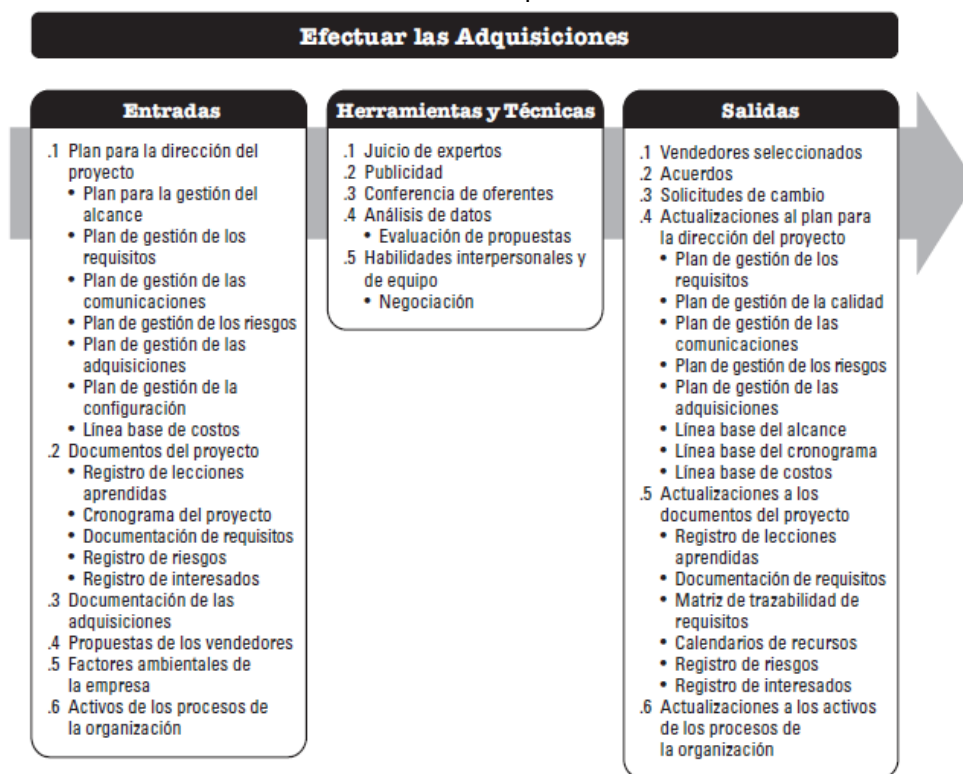 Efectuar las Adquisiciones
Entradas
.1 Plan para la dirección del
proyecto
• Plan para la gestión del
alcance
• Plan de gestión de los
requisitos
• Plan de gestión de las
comunicaciones
• Plan de gestión de los riesgos
• Plan de gestión de las
adquisiciones
• Plan de gestión de la
configuración
• Línea base de costos
.2 Documentos del proyecto
• Registro de lecciones
aprendidas
• Cronograma del proyecto
• Documentación de requisitos
• Registro de riesgos
• Registro de interesados
.3 Documentación de las
adquisiciones
.4 Propuestas de los vendedores
.5 Factores ambientales de
la empresa
.6 Activos de los procesos de
la organización
Herramientas y Técnicas
.1 Juicio de expertos
.2 Publicidad
.3 Conferencia de oferentes
.4 Análisis de datos
• Evaluación de propuestas
.5 Habilidades interpersonales y
de equipo
• Negociación
Salidas
.1 Vendedores seleccionados
.2 Acuerdos
.3 Solicitudes de cambio
.4 Actualizaciones al plan para
la dirección del proyecto
• Plan de gestión de los
requisitos
• Plan de gestión de la calidad
• Plan de gestión de las
comunicaciones
• Plan de gestión de los riesgos
• Plan de gestión de las
adquisiciones
• Línea base del alcance
• Línea base del cronograma
• Línea base de costos
.5 Actualizaciones a los
documentos del proyecto
• Registro de lecciones
aprendidas
• Documentación de requisitos
• Matriz de trazabilidad de
requisitos
• Calendarios de recursos
• Registro de riesgos
• Registro de interesados
.6 Actualizaciones a los activos
de los procesos de
la organización